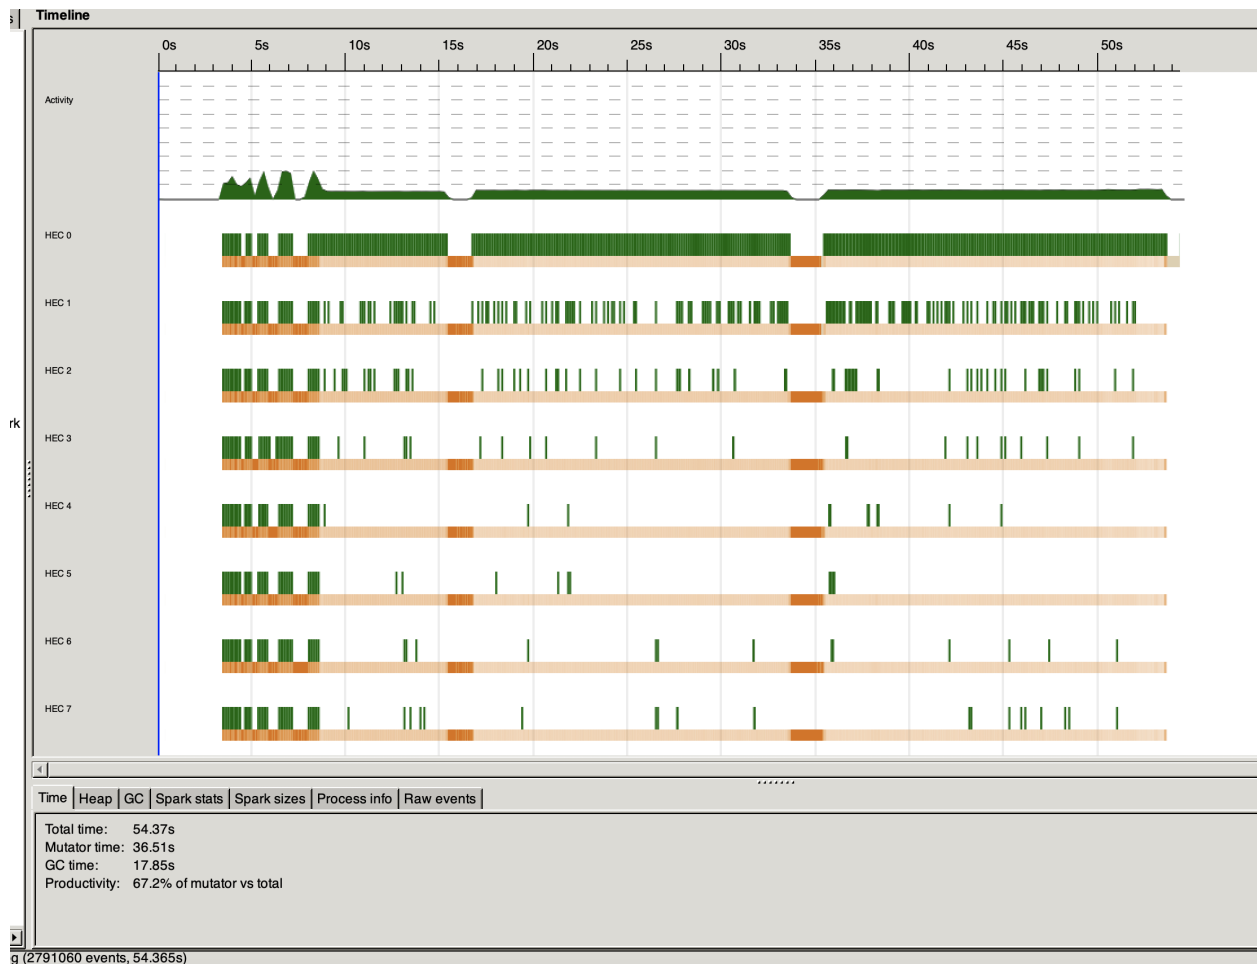 s Timeline
0s 5s 10s 15s 20s 25s 30s 35s 40s 45s 50s
Activity
HEC 0
HEC 1
HEC 2
HEC 3
rk
HEC 4
HEC 5
HEC 6
HEC 7
Time Heap GC Spark stats Spark sizes Process info Raw events
Total time: 54.37s
Mutator time: 36.51s
GC time: 17.85s
Productivity: 67.2% of mutator vs total
g (2791060 events, 54.365s)